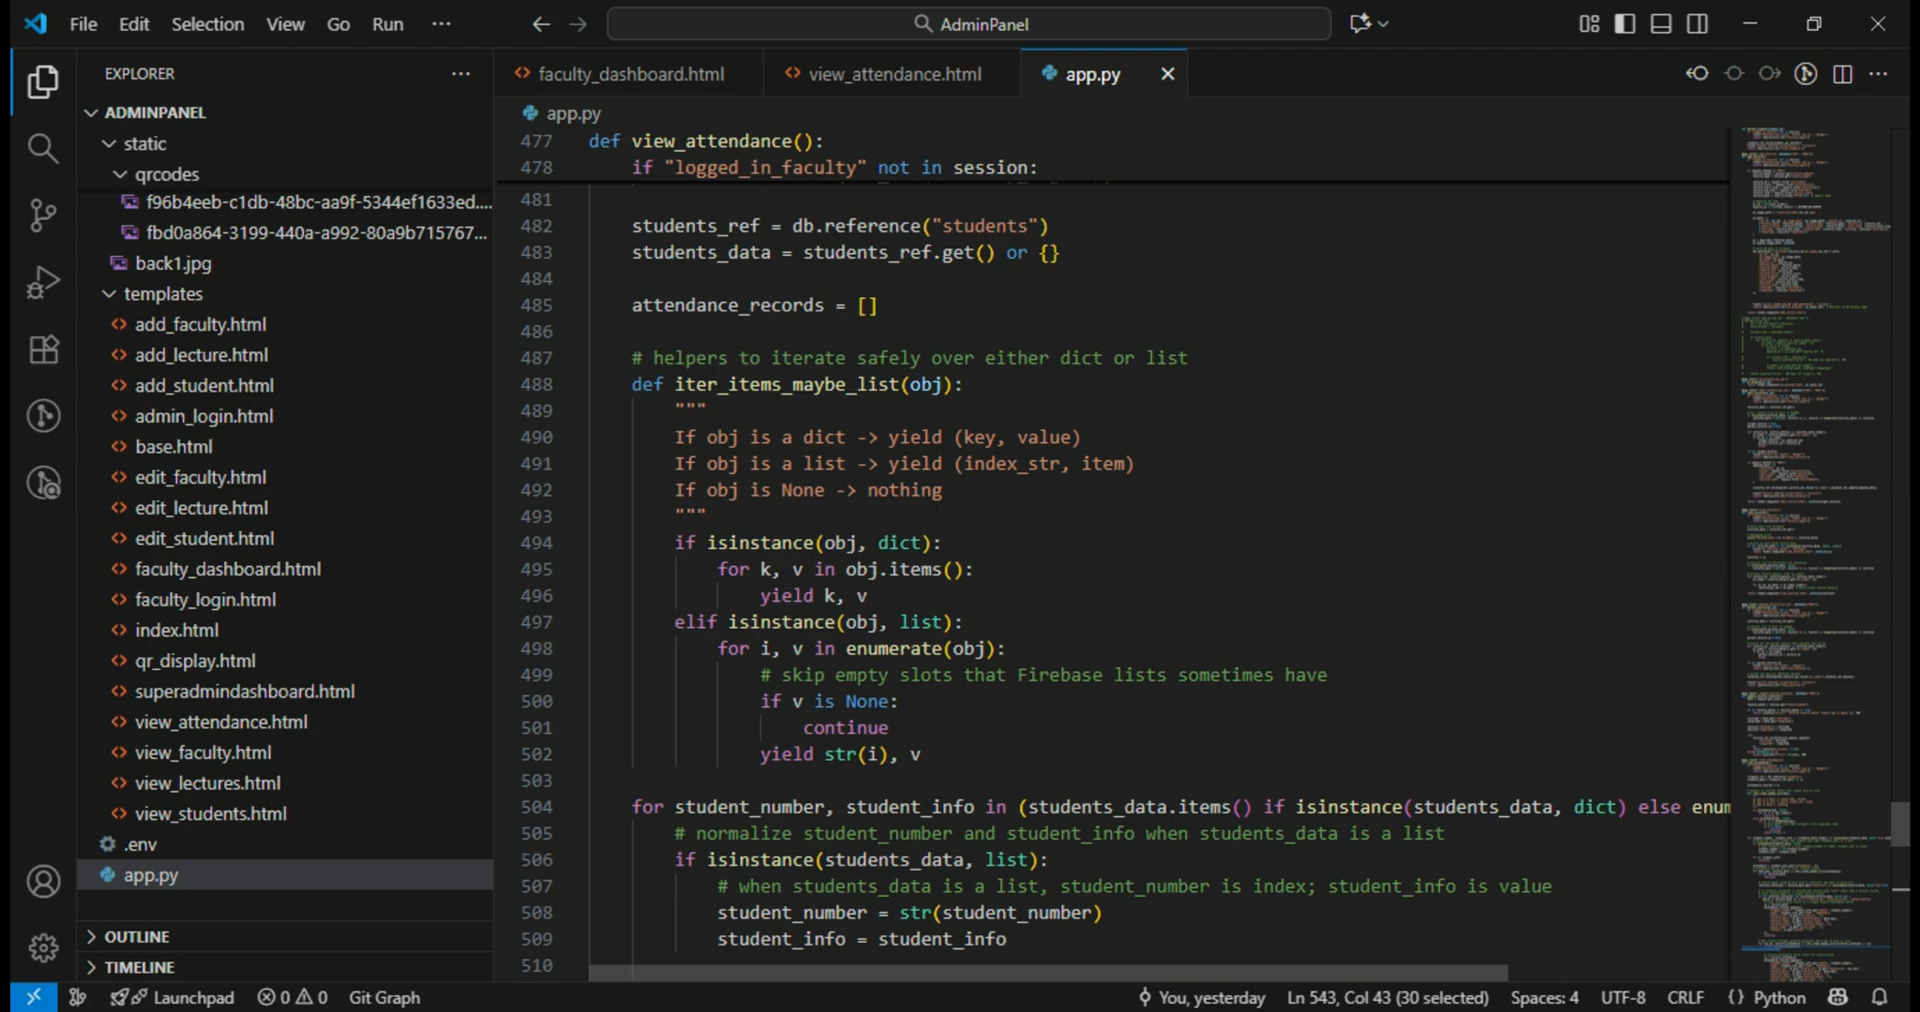 File Edit Selection View Go Run ···
AdminPanel
EXPLORER ···
ADMINPANEL
static
qrcodes
f96b4eeb-c1db-48bc-aa9f-5344ef1633ed....
fbd0a864-3199-440a-a992-80a9b715767...
back1.jpg
templates
add_faculty.html
add_lecture.html
add_student.html
admin_login.html
base.html
edit_faculty.html
edit_lecture.html
edit_student.html
faculty_dashboard.html
faculty_login.html
index.html
qr_display.html
superadmindashboard.html
view_attendance.html
view_faculty.html
view_lectures.html
view_students.html
.env
app.py
OUTLINE
TIMELINE
faculty_dashboard.html view_attendance.html app.py
app.py
477 def view_attendance():
478 if "logged_in_faculty" not in session:
481
482 students_ref = db.reference("students")
483 students_data = students_ref.get() or {}
484
485 attendance_records = []
486
487 # helpers to iterate safely over either dict or list
488 def iter_items_maybe_list(obj):
489 """
490 If obj is a dict -> yield (key, value)
491 If obj is a list -> yield (index_str, item)
492 If obj is None -> nothing
493 """
494 if isinstance(obj, dict):
495 for k, v in obj.items():
496 yield k, v
497 elif isinstance(obj, list):
498 for i, v in enumerate(obj):
499 # skip empty slots that Firebase lists sometimes have
500 if v is None:
501 continue
502 yield str(i), v
503
504 for student_number, student_info in (students_data.items() if isinstance(students_data, dict) else enum
505 # normalize student_number and student_info when students_data is a list
506 if isinstance(students_data, list):
507 # when students_data is a list, student_number is index; student_info is value
508 student_number = str(student_number)
509 student_info = student_info
510
Launchpad 0 0 Git Graph You, yesterday Ln 543, Col 43 (30 selected) Spaces: 4 UTF-8 CRLF {} Python